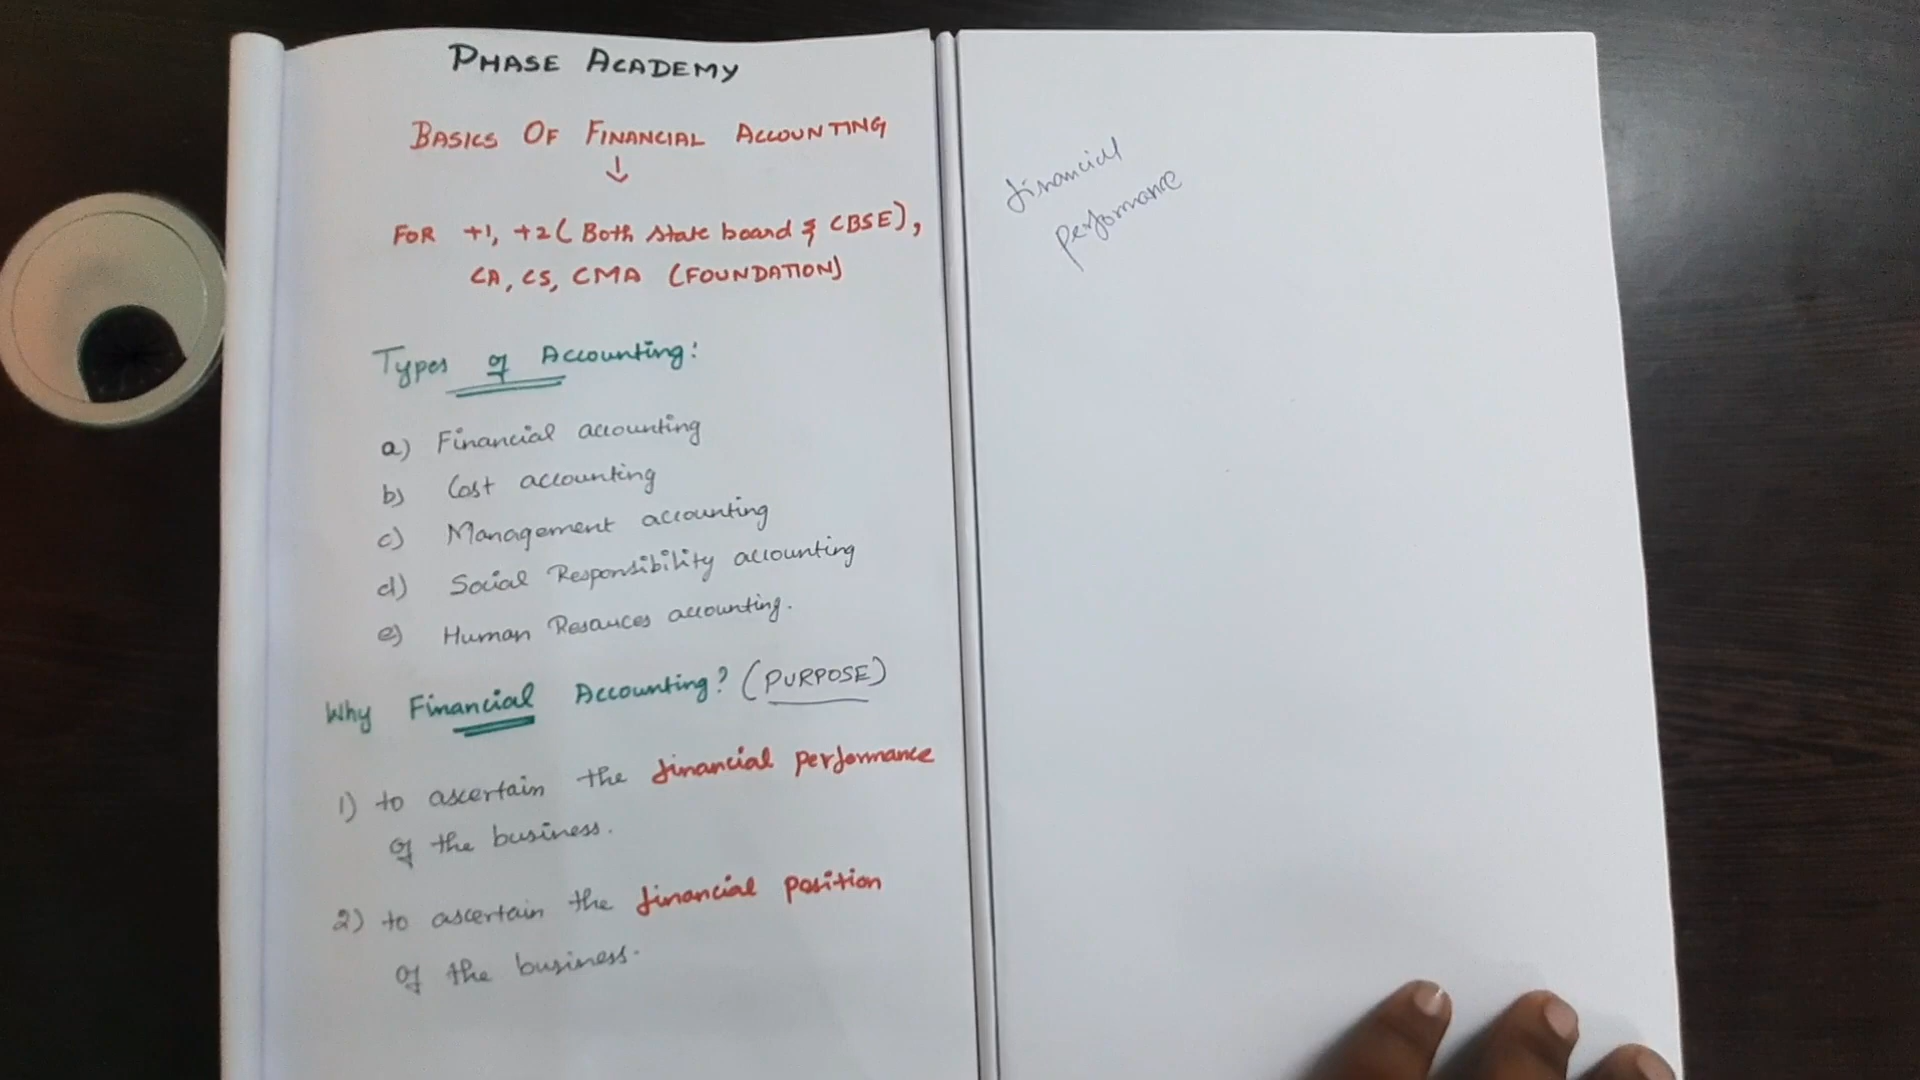 PHASE ACADEMY
BASICS OF FINANCIAL ACCOUNTING
↓
FOR +1, +2 ( Both state board & CBSE),
CA, CS, CMA (FOUNDATION)
Types of Accounting:
a) Financial accounting
b) Cost accounting
c) Management accounting
d) Social Responsibility accounting
e) Human Resources accounting.
Why Financial Accounting? (PURPOSE)
1) to ascertain the financial performance
of the business.
2) to ascertain the financial position
of the business.
financial
performance